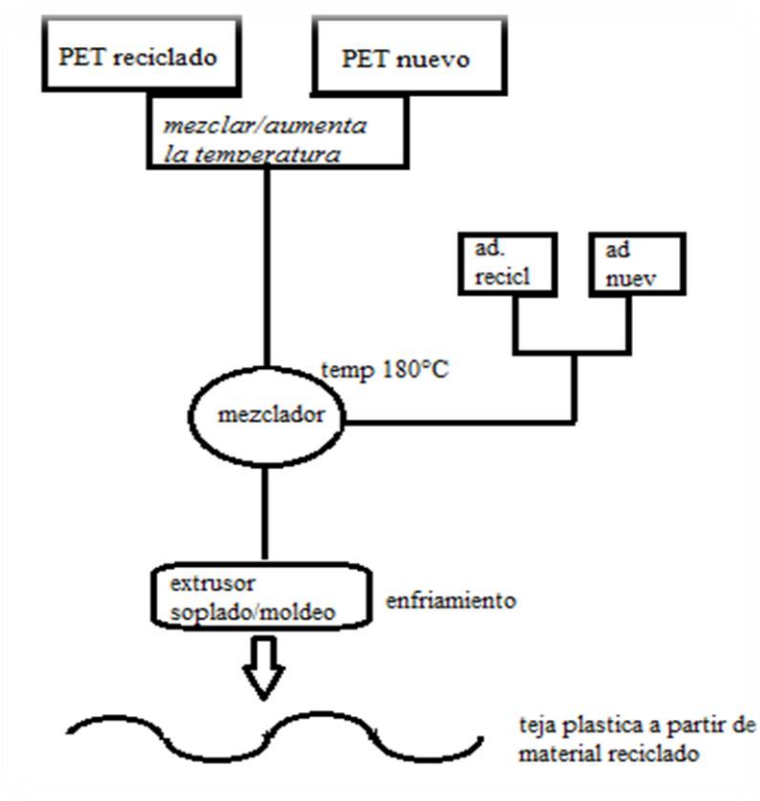 PET reciclado
PET nuevo
mezclar/aumenta
la temperatura
ad.
recicl
ad
nuev
temp 180°C
mezclador
extrusor
soplado/moldeo
enfriamiento
teja plastica a partir de
material reciclado